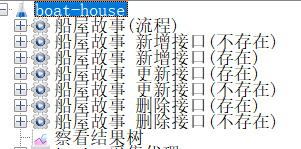 boat-house
船屋故事(流程)
船屋故事 新增接口(不存在)
船屋故事 新增接口(存在)
船屋故事 更新接口(存在)
船屋故事 更新接口(不存在)
船屋故事 删除接口(存在)
船屋故事 删除接口(不存在)
察看结果树